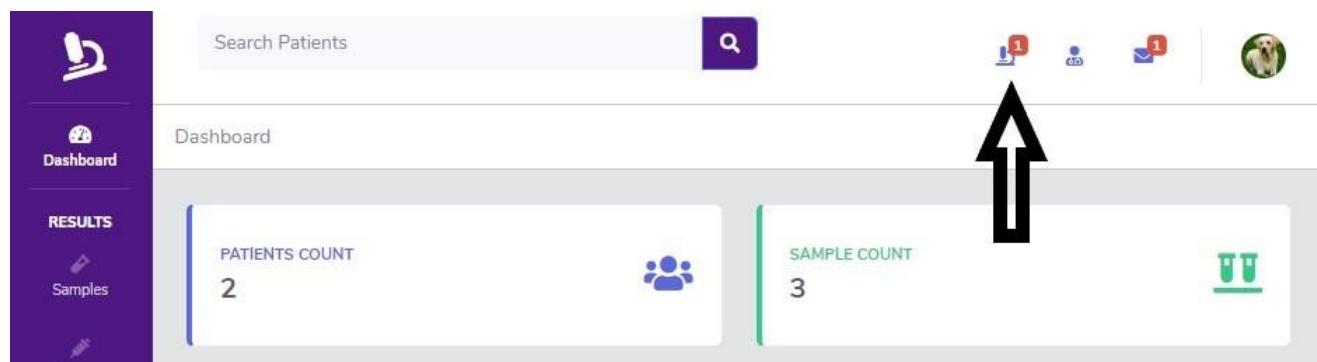 Search Patients
1
1
Dashboard
Dashboard
RESULTS
Samples
PATIENTS COUNT
2
SAMPLE COUNT
3